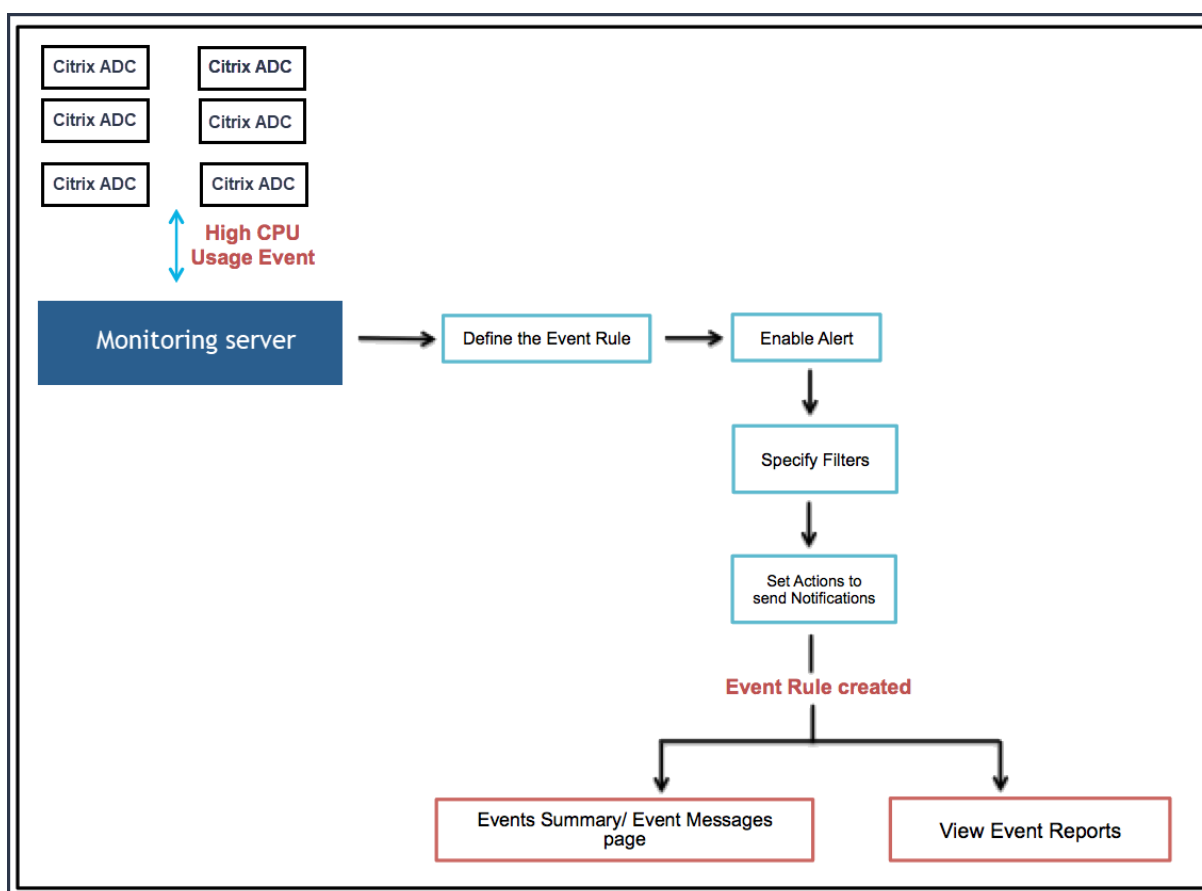 Citrix ADC
Citrix ADC
Citrix ADC
Citrix ADC
Citrix ADC
Citrix ADC
High CPU
Usage Event
Monitoring server
Define the Event Rule
Enable Alert
Specify Filters
Set Actions to
send Notifications
Event Rule created
Events Summary/ Event Messages
page
View Event Reports